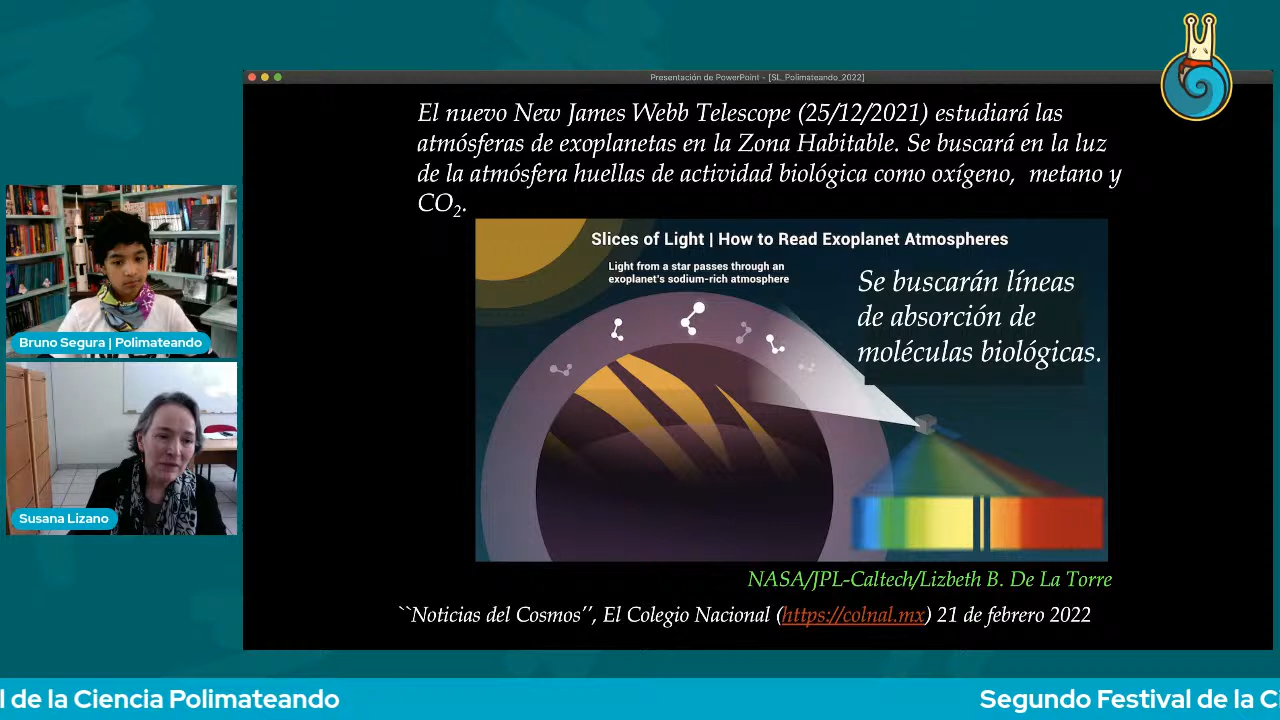 Presentación de PowerPoint - [SL_Polimateando_2022]
El nuevo New James Webb Telescope (25/12/2021) estudiará las
atmósferas de exoplanetas en la Zona Habitable. Se buscará en la luz
de la atmósfera huellas de actividad biológica como oxígeno, metano y
CO₂.
Slices of Light | How to Read Exoplanet Atmospheres
Light from a star passes through an
exoplanet's sodium-rich atmosphere
Se buscarán líneas
de absorción de
moléculas biológicas.
NASA/JPL-Caltech/Lizbeth B. De La Torre
``Noticias del Cosmos’’, El Colegio Nacional (https://colnal.mx) 21 de febrero 2022
Bruno Segura | Polimateando
Susana Lizano
l de la Ciencia Polimateando
Segundo Festival de la Ci